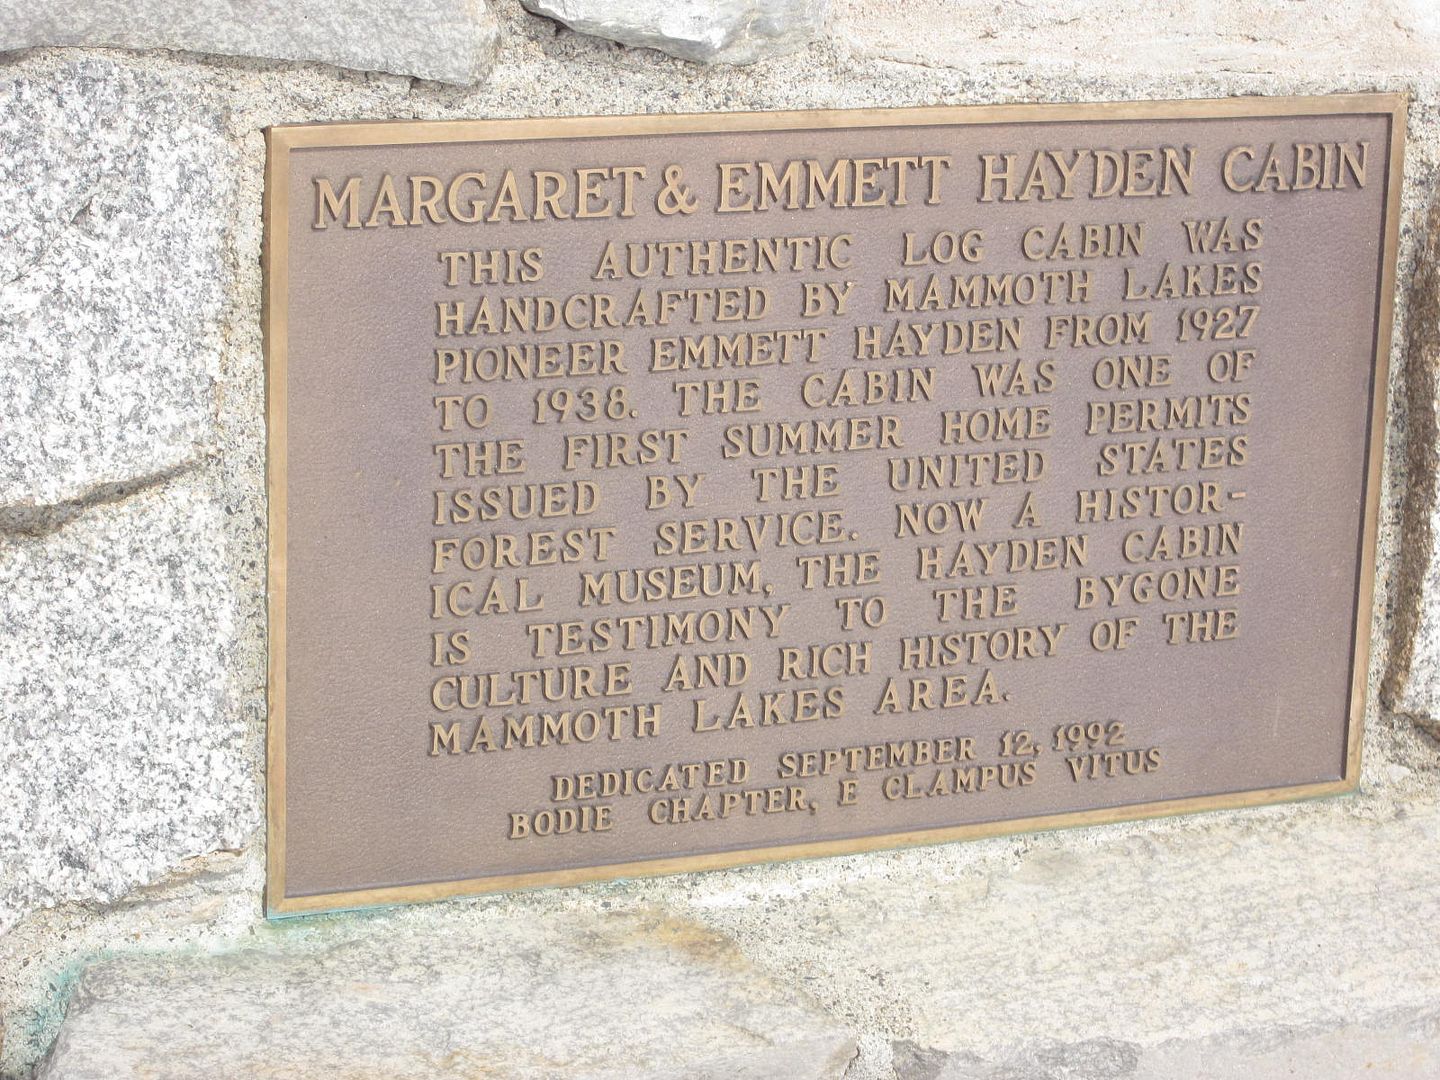 MARGARET & EMMETT HAYDEN CABIN
THIS AUTHENTIC LOG CABIN WAS
HANDCRAFTED BY MAMMOTH LAKES
PIONEER EMMETT HAYDEN FROM 1927
TO 1938. THE CABIN WAS ONE OF
THE FIRST SUMMER HOME PERMITS
ISSUED BY THE UNITED STATES
FOREST SERVICE. NOW A HISTOR-
ICAL MUSEUM, THE HAYDEN CABIN
IS TESTIMONY TO THE BYGONE
CULTURE AND RICH HISTORY OF THE
MAMMOTH LAKES AREA.
DEDICATED SEPTEMBER 12, 1992
BODIE CHAPTER, E CLAMPUS VITUS